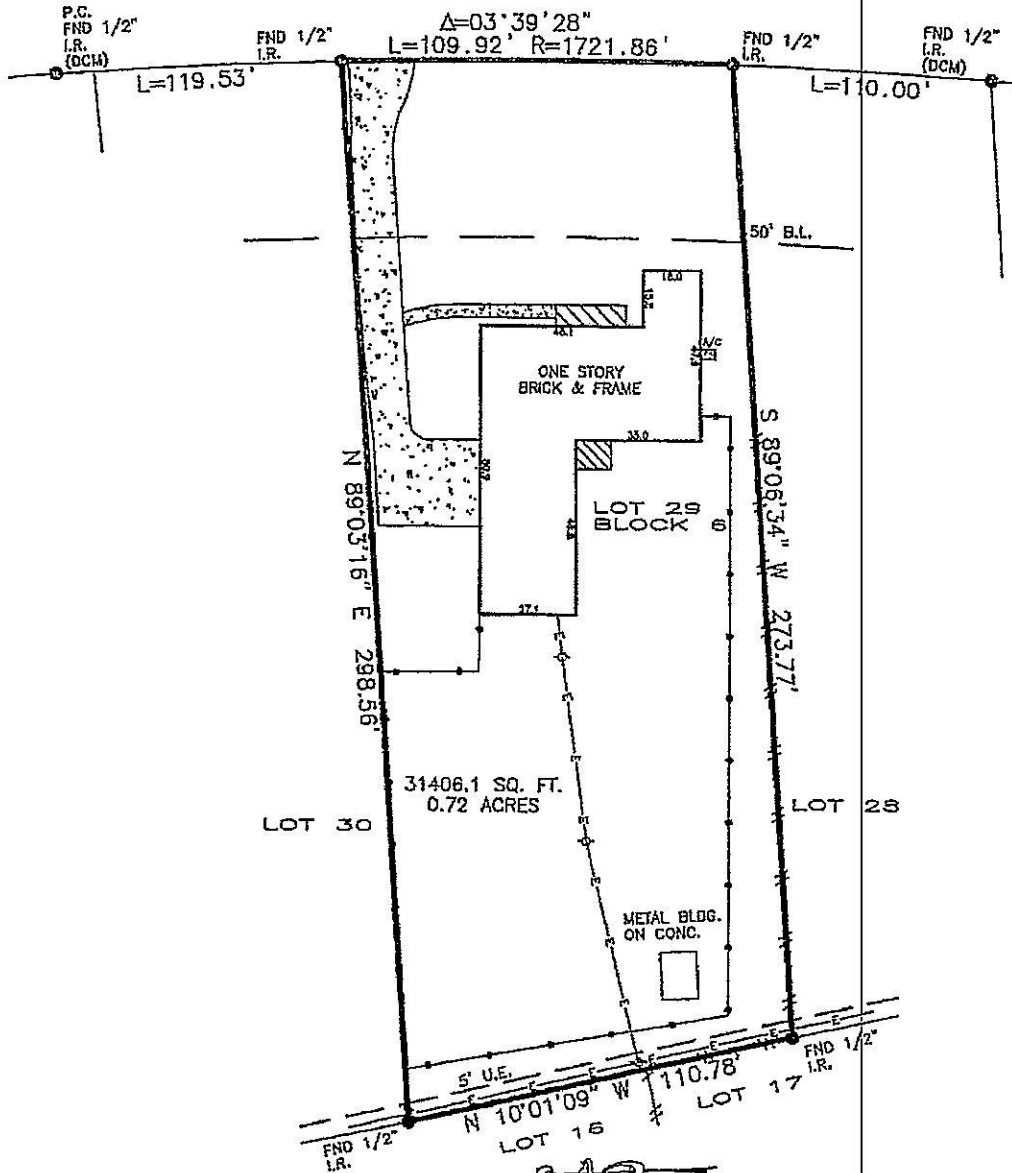 P.C.
FND 1/2"
I.R.
(DCM)
FND 1/2"
I.R.
Δ=03°39'28"
L=109.92' R=1721.86'
FND 1/2"
I.R.
FND 1/2"
I.R.
(DCM)
L=119.53'
L=110.00'
50' B.L.
A/C
ONE STORY
BRICK & FRAME
LOT 29
BLOCK 6
N 89°03'16" E 298.56'
S 89°06'34" W 273.77'
31406.1 SQ. FT.
0.72 ACRES
LOT 30
LOT 28
METAL BLDG.
ON CONC.
5' U.E.
E E E E E E
N 10°01'09" W 110.78'
FND 1/2"
I.R.
LOT 16
LOT 17
FND 1/2"
I.R.